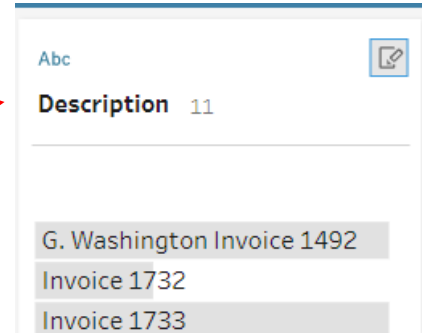 Abc
Description 11
G. Washington Invoice 1492
Invoice 1732
Invoice 1733